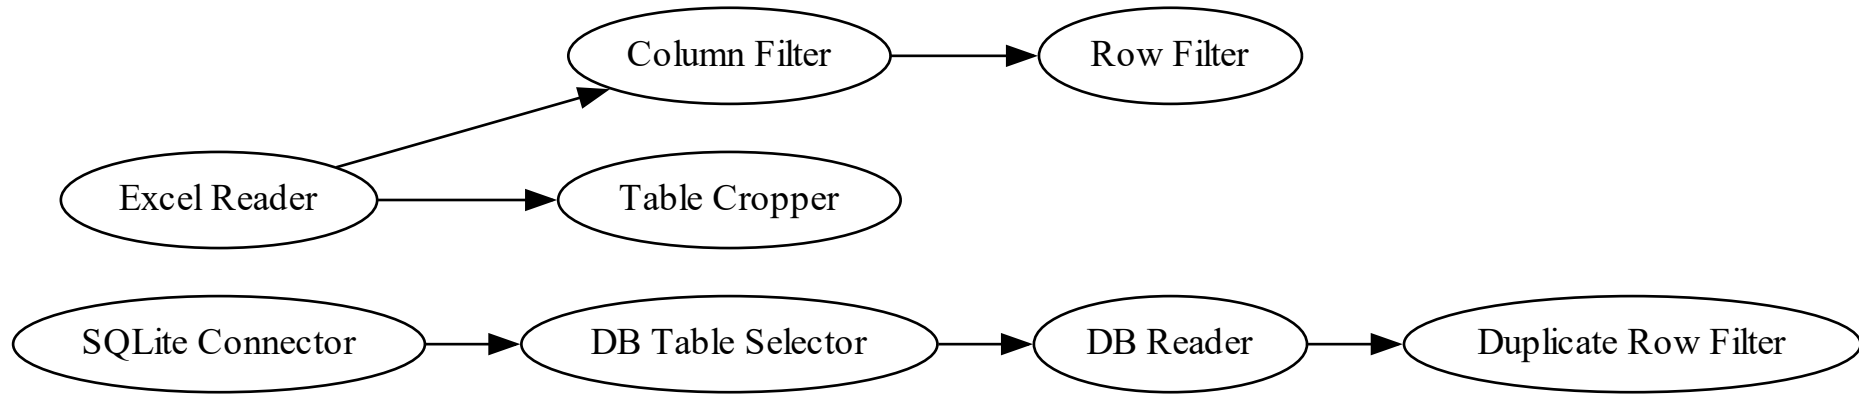 Column Filter
Row Filter
Excel Reader
Table Cropper
SQLite Connector
DB Table Selector
DB Reader
Duplicate Row Filter